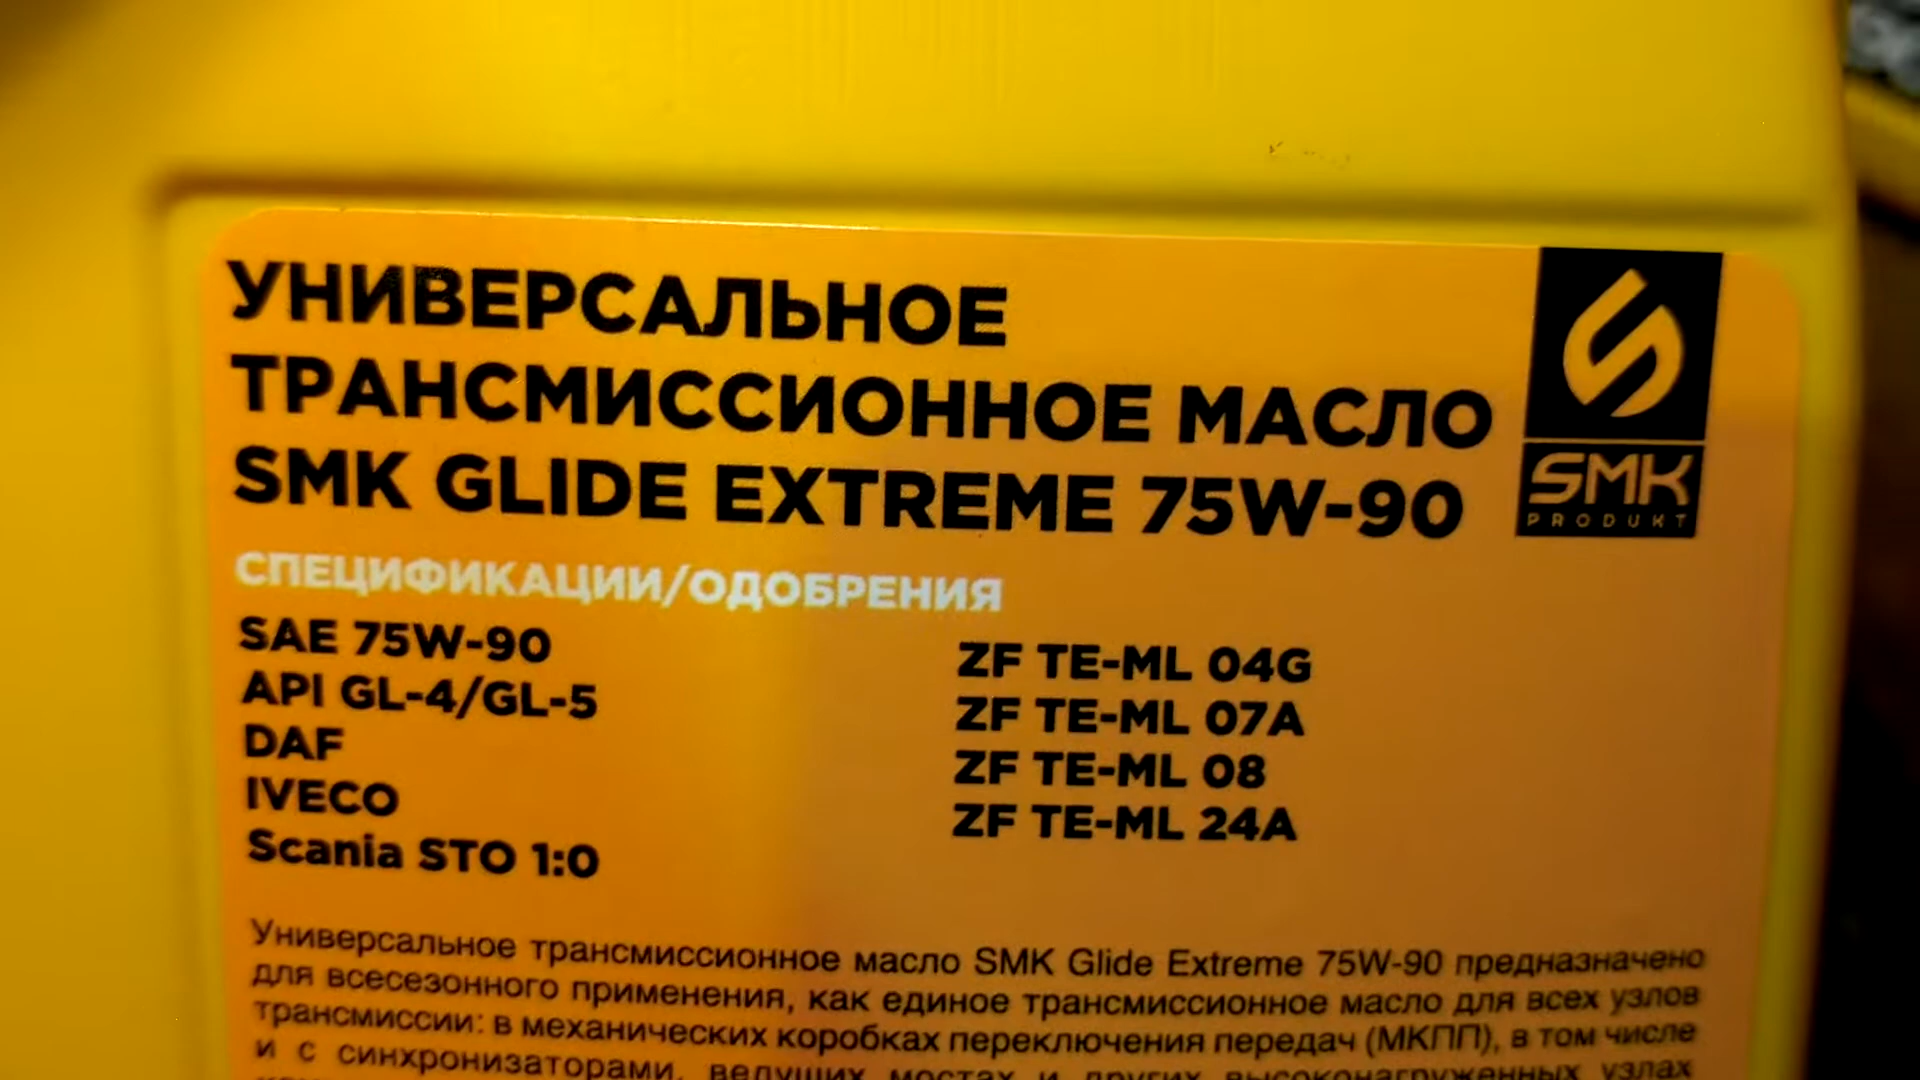 УНИВЕРСАЛЬНОЕ
ТРАНСМИССИОННОЕ МАСЛО
SMK GLIDE EXTREME 75W-90
SMK
PRODUKT
СПЕЦИФИКАЦИИ/ОДОБРЕНИЯ
SAE 75W-90
API GL-4/GL-5
DAF
IVECO
Scania STO 1:0
ZF TE-ML 04G
ZF TE-ML 07A
ZF TE-ML 08
ZF TE-ML 24A
Универсальное трансмиссионное масло SMK Glide Extreme 75W-90 предназначено
для всесезонного применения, как единое трансмиссионное масло для всех узлов
трансмиссии: в механических коробках переключения передач (МКПП), в том числе
и с синхронизаторами, ведущих мостах и других высоконагруженных узлах